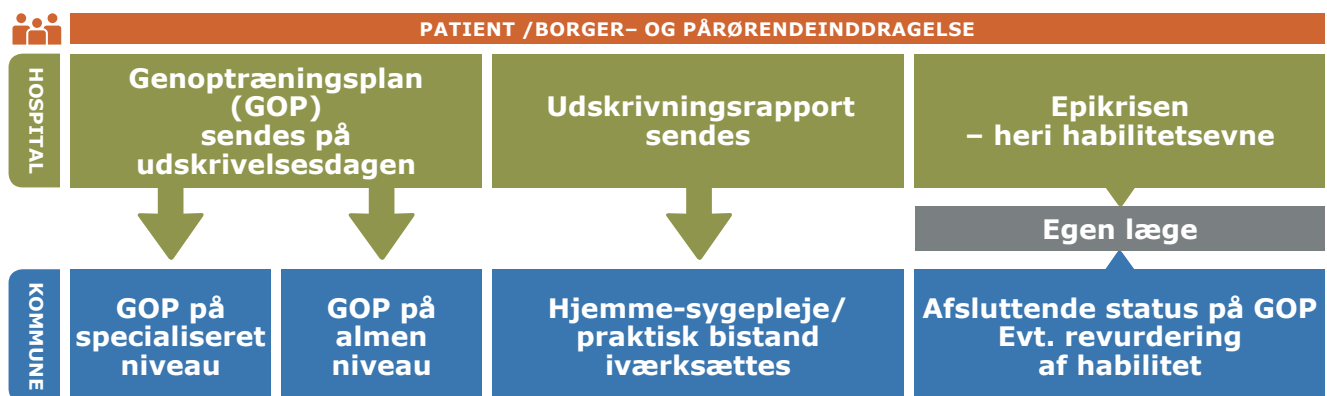 PATIENT /BORGER– OG PÅRØRENDEINDDRAGELSE
HOSPITAL
Genoptræningsplan
(GOP)
sendes på
udskrivelsesdagen
Udskrivningsrapport
sendes
Epikrisen
– heri habilitetsevne
Egen læge
KOMMUNE
GOP på
specialiseret
niveau
GOP på
almen
niveau
Hjemme-sygepleje/
praktisk bistand
iværksættes
Afsluttende status på GOP
Evt. revurdering
af habilitet